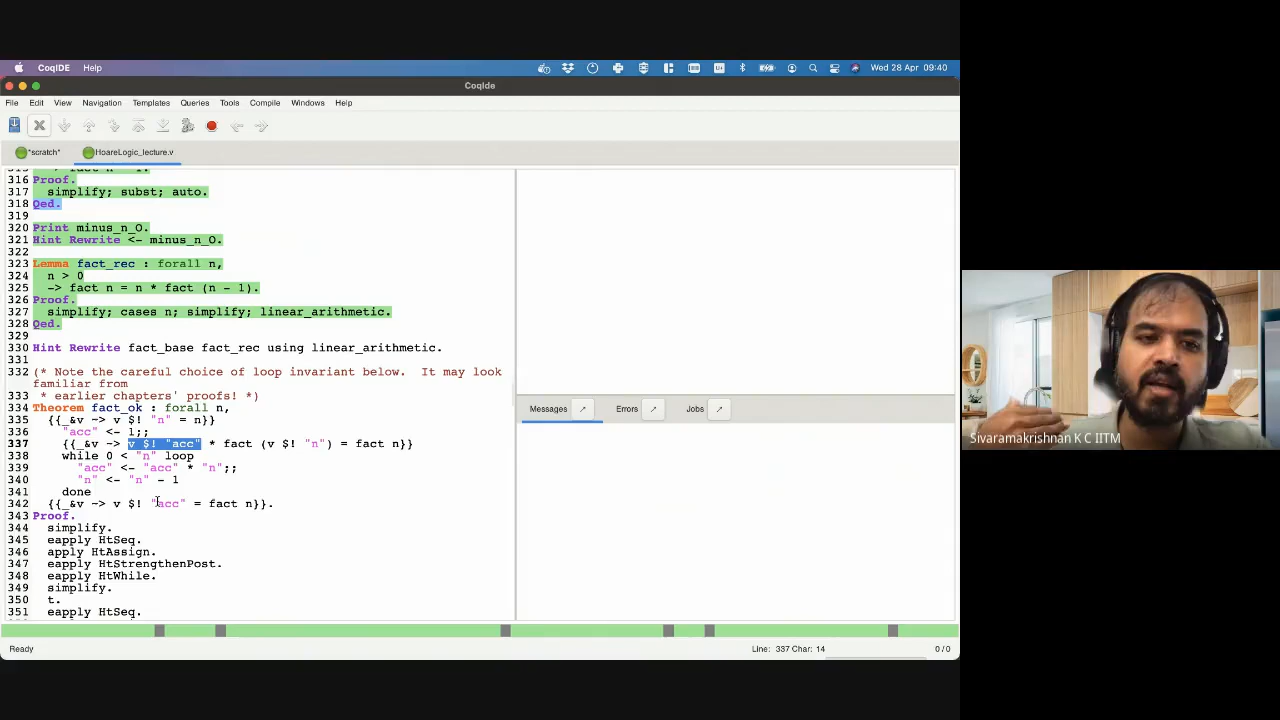 CoqIDE Help Wed 28 Apr 09:40
CoqIde
File Edit View Navigation Templates Queries Tools Compile Windows Help
*scratch* HoareLogic_lecture.v
316 Proof.
317 simplify; subst; auto.
318 Qed.
319
320 Print minus_n_O.
321 Hint Rewrite <- minus_n_O.
322
323 Lemma fact_rec : forall n,
324 n > 0
325 -> fact n = n * fact (n - 1).
326 Proof.
327 simplify; cases n; simplify; linear_arithmetic.
328 Qed.
329
330 Hint Rewrite fact_base fact_rec using linear_arithmetic.
331
332 (* Note the careful choice of loop invariant below. It may look
familiar from
333 * earlier chapters' proofs! *)
334 Theorem fact_ok : forall n,
335 {{_&v ~> v $! "n" = n}}
336 "acc" <- 1;;
337 {{_&v ~> v $! "acc" * fact (v $! "n") = fact n}}
338 while 0 < "n" loop
339 "acc" <- "acc" * "n";;
340 "n" <- "n" - 1
341 done
342 {{_&v ~> v $! "acc" = fact n}}.
343 Proof.
344 simplify.
345 eapply HtSeq.
346 apply HtAssign.
347 eapply HtStrengthenPost.
348 eapply HtWhile.
349 simplify.
350 t.
351 eapply HtSeq.
Messages Errors Jobs
Ready Line: 337 Char: 14 0/0
Sivaramakrishnan K C IITM